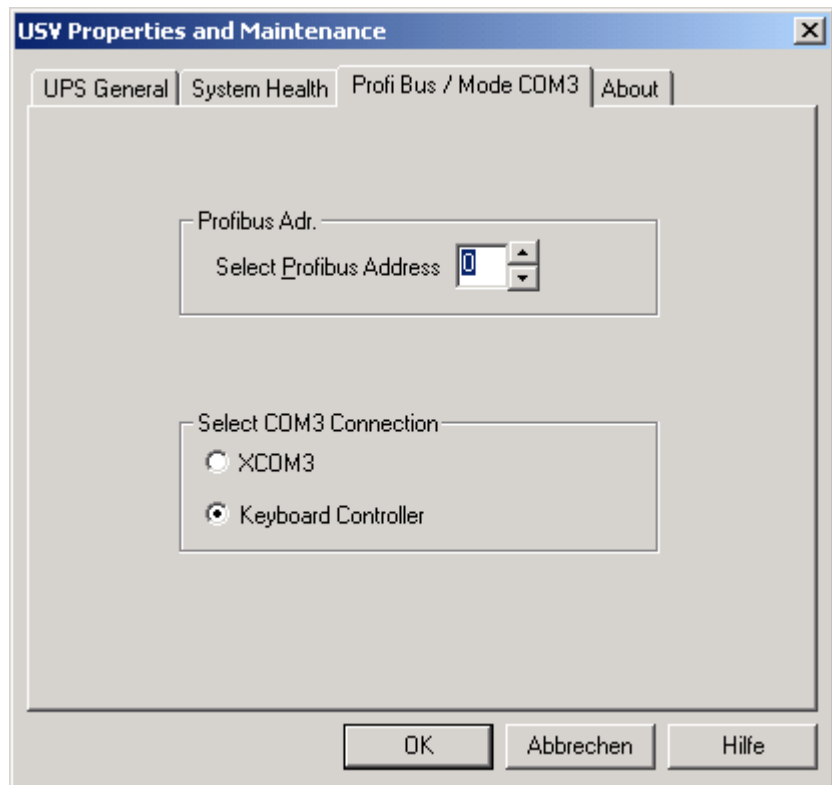 USV Properties and Maintenance
UPS General System Health Profi Bus / Mode COM3 About
Profibus Adr.
Select Profibus Address 0
Select COM3 Connection
XCOM3
Keyboard Controller
OK Abbrechen Hilfe